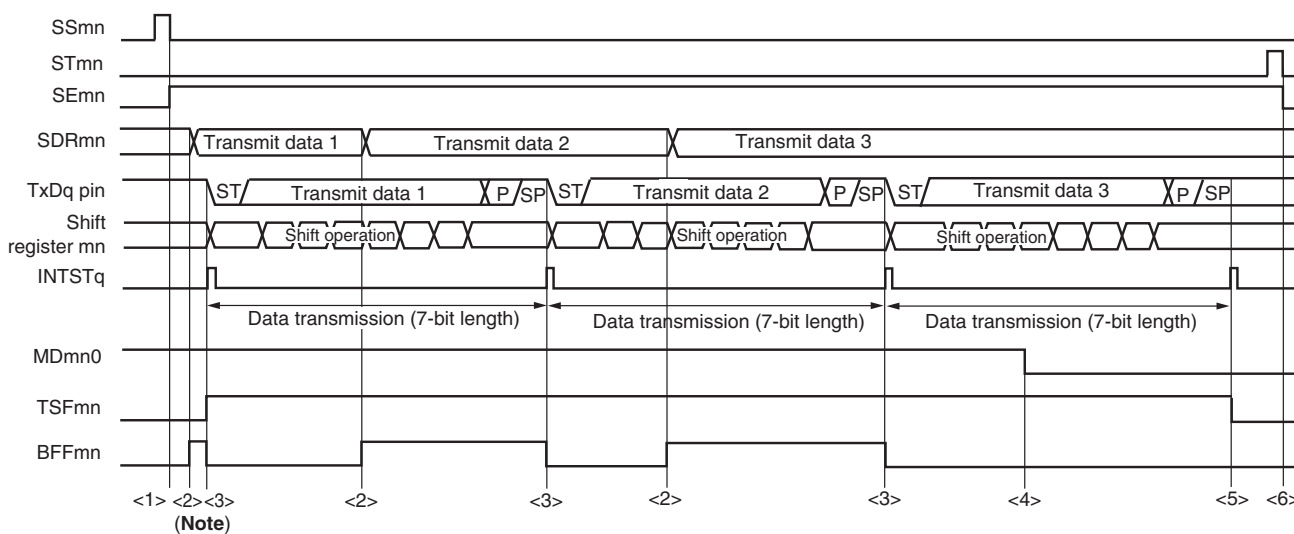 SSmn
STmn
SEmn
SDRmn Transmit data 1 Transmit data 2 Transmit data 3
TxDq pin ST Transmit data 1 P SP ST Transmit data 2 P SP ST Transmit data 3 P SP
Shift
register mn Shift operation Shift operation Shift operation
INTSTq
Data transmission (7-bit length) Data transmission (7-bit length) Data transmission (7-bit length)
MDmn0
TSFmn
BFFmn
<1> <2> <3> <2> <3> <2> <3> <4> <5> <6>
(Note)